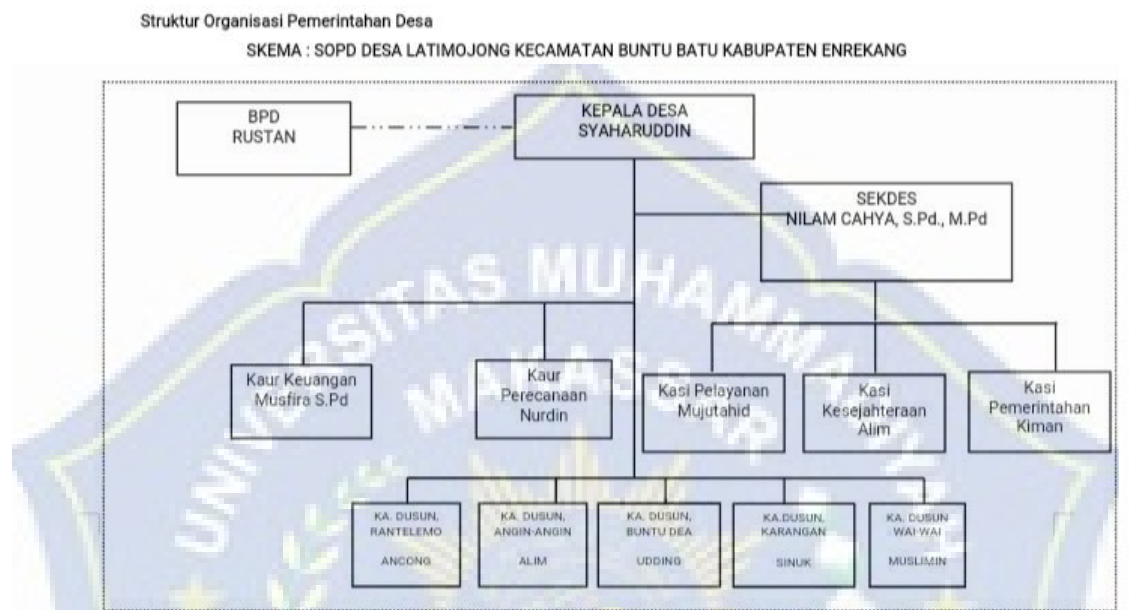 Struktur Organisasi Pemerintahan Desa
SKEMA : SOPD DESA LATIMOJONG KECAMATAN BUNTU BATU KABUPATEN ENREKANG
BPD
RUSTAN
KEPALA DESA
SYAHARUDDIN
SEKDES
NILAM CAHYA, S.Pd., M.Pd
UNIVERSITAS MUHAMMADIYAH
MAKASSAR
Kaur Keuangan
Musfira S.Pd
Kaur
Perecanaan
Nurdin
Kasi Pelayanan
Mujutahid
Kasi
Kesejahteraan
Alim
Kasi
Pemerintahan
Kiman
KA. DUSUN,
RANTELEMO
ANCONG
KA. DUSUN,
ANGIN-ANGIN
ALIM
KA. DUSUN,
BUNTU DEA
UDDING
KA.DUSUN,
KARANGAN
SINUK
KA. DUSUN
WAI-WAI
MUSLIMIN